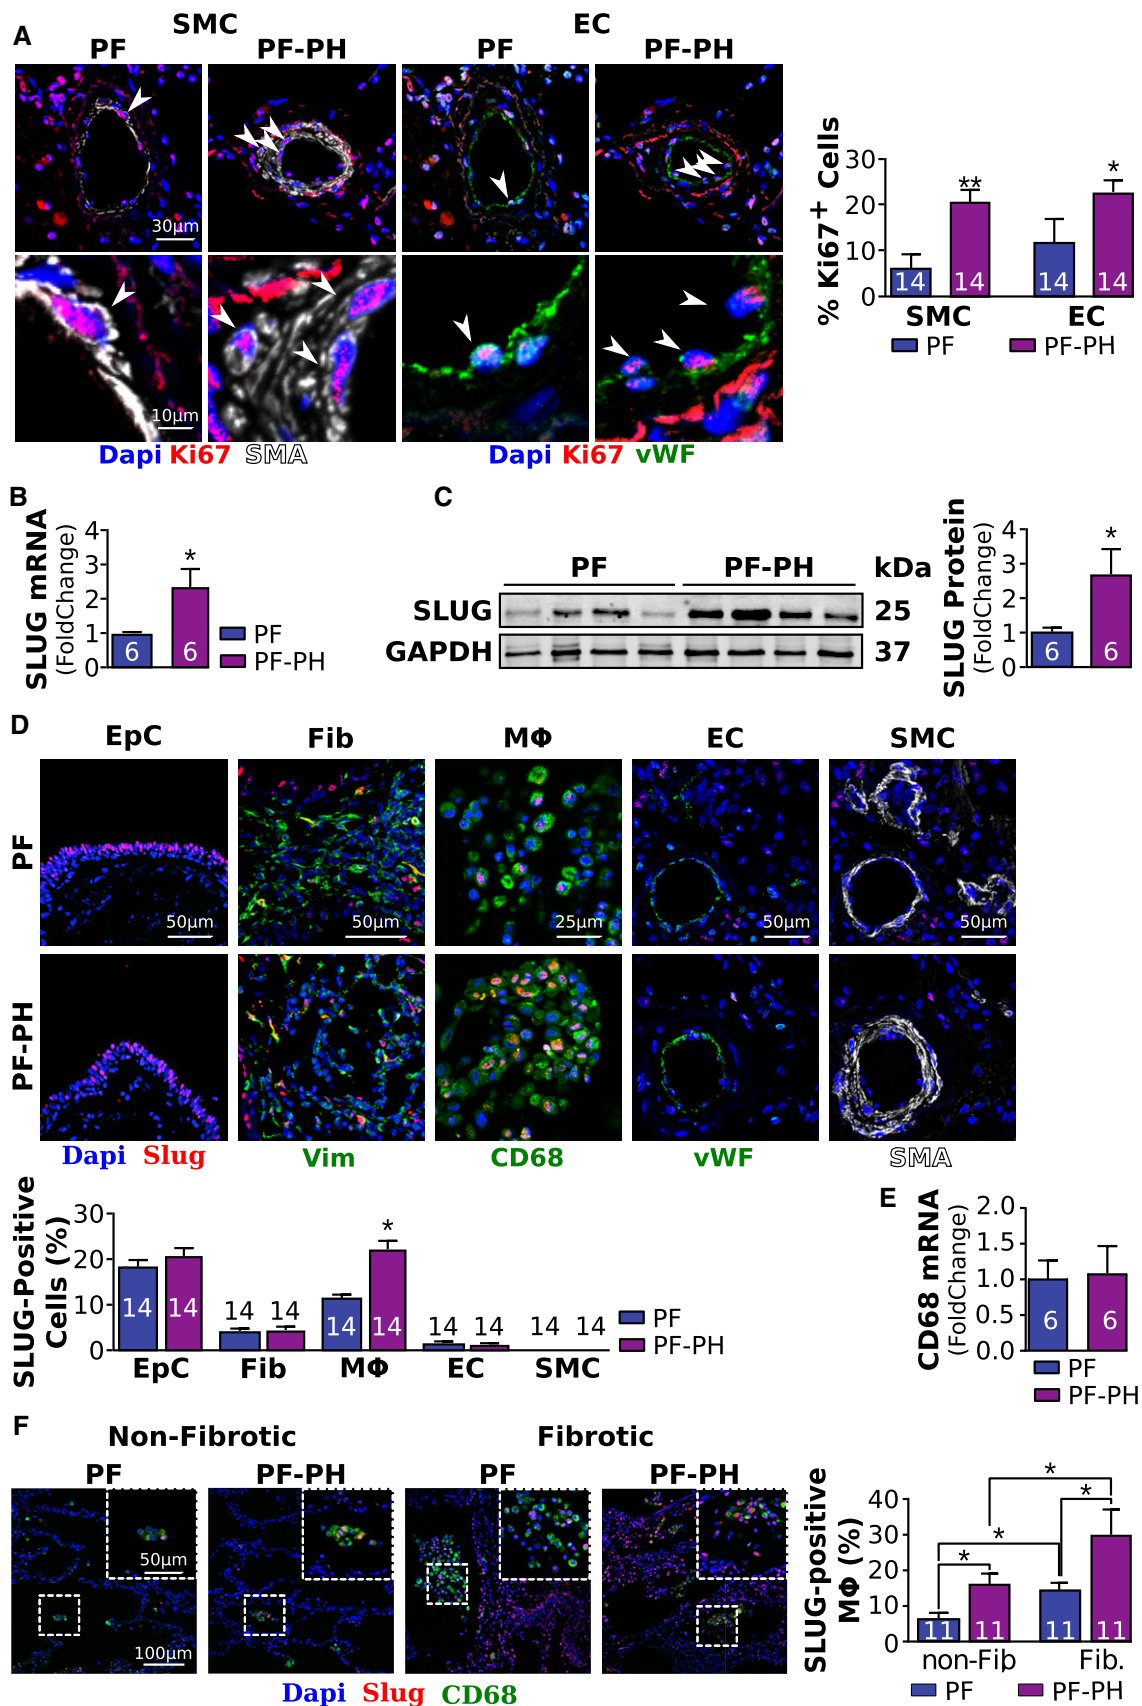 A
SMC
EC
PF
PF-PH
PF
PF-PH
30µm
10µm
Dapi Ki67 SMA
Dapi Ki67 vWF
% Ki67+ Cells
30
20
10
0
**
*
14
14
14
14
SMC
EC
PF
PF-PH
B
SLUG mRNA
(FoldChange)
4
3
2
1
0
*
6
6
PF
PF-PH
C
PF
PF-PH
kDa
SLUG
25
GAPDH
37
SLUG Protein
(FoldChange)
4
3
2
1
0
*
6
6
D
EpC
Fib
MΦ
EC
SMC
PF
50µm
50µm
25µm
50µm
50µm
PF-PH
Dapi Slug
Vim
CD68
vWF
SMA
SLUG-Positive
Cells (%)
30
20
10
0
*
14
14
14
14
14
14
14
14
14
14
EpC
Fib
MΦ
EC
SMC
PF
PF-PH
E
CD68 mRNA
(FoldChange)
2.0
1.5
1.0
0.5
0.0
6
6
PF
PF-PH
F
Non-Fibrotic
Fibrotic
PF
PF-PH
PF
PF-PH
50µm
100µm
Dapi Slug CD68
SLUG-positive
MΦ (%)
40
30
20
10
0
*
*
*
*
11
11
11
11
non-Fib
Fib.
PF
PF-PH